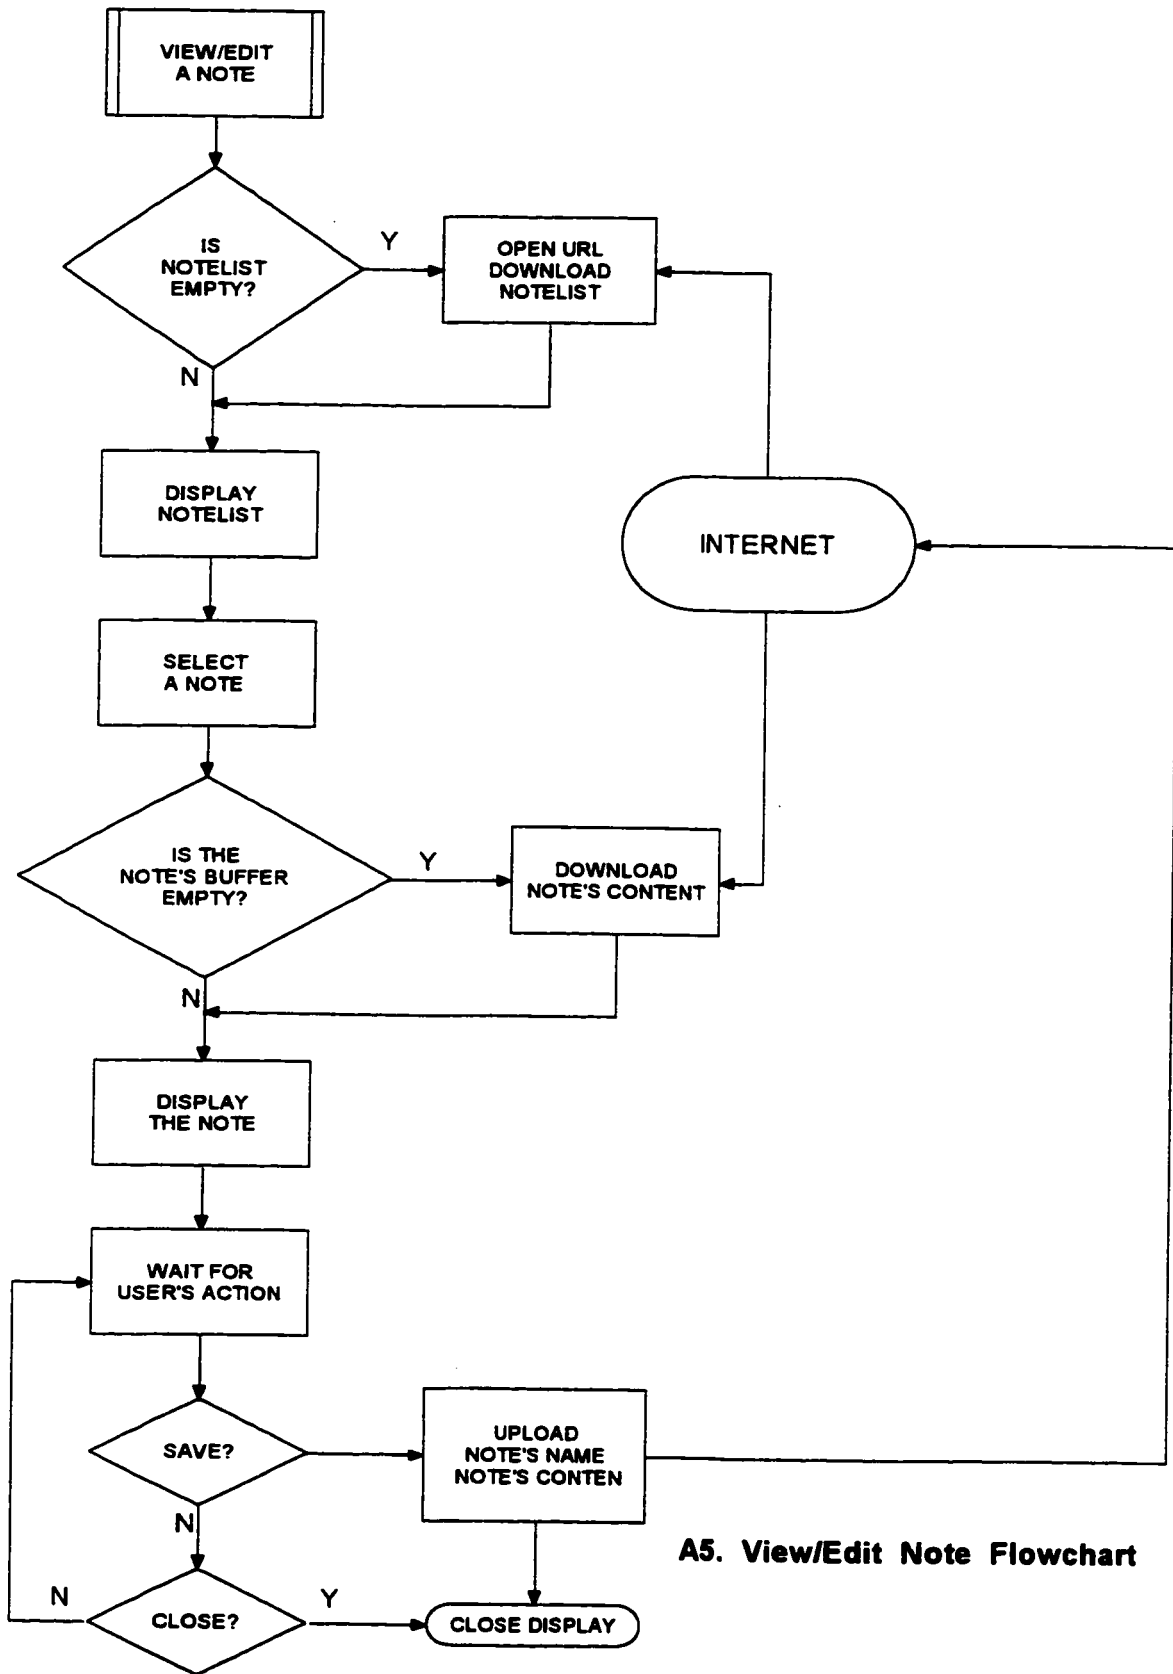 VIEW/EDIT
A NOTE
IS
NOTELIST
EMPTY?
Y
OPEN URL
DOWNLOAD
NOTELIST
N
DISPLAY
NOTELIST
INTERNET
SELECT
A NOTE
IS THE
NOTE'S BUFFER
EMPTY?
Y
DOWNLOAD
NOTE'S CONTENT
N
DISPLAY
THE NOTE
WAIT FOR
USER'S ACTION
SAVE?
UPLOAD
NOTE'S NAME
NOTE'S CONTEN
N
A5. View/Edit Note Flowchart
N
CLOSE?
Y
CLOSE DISPLAY